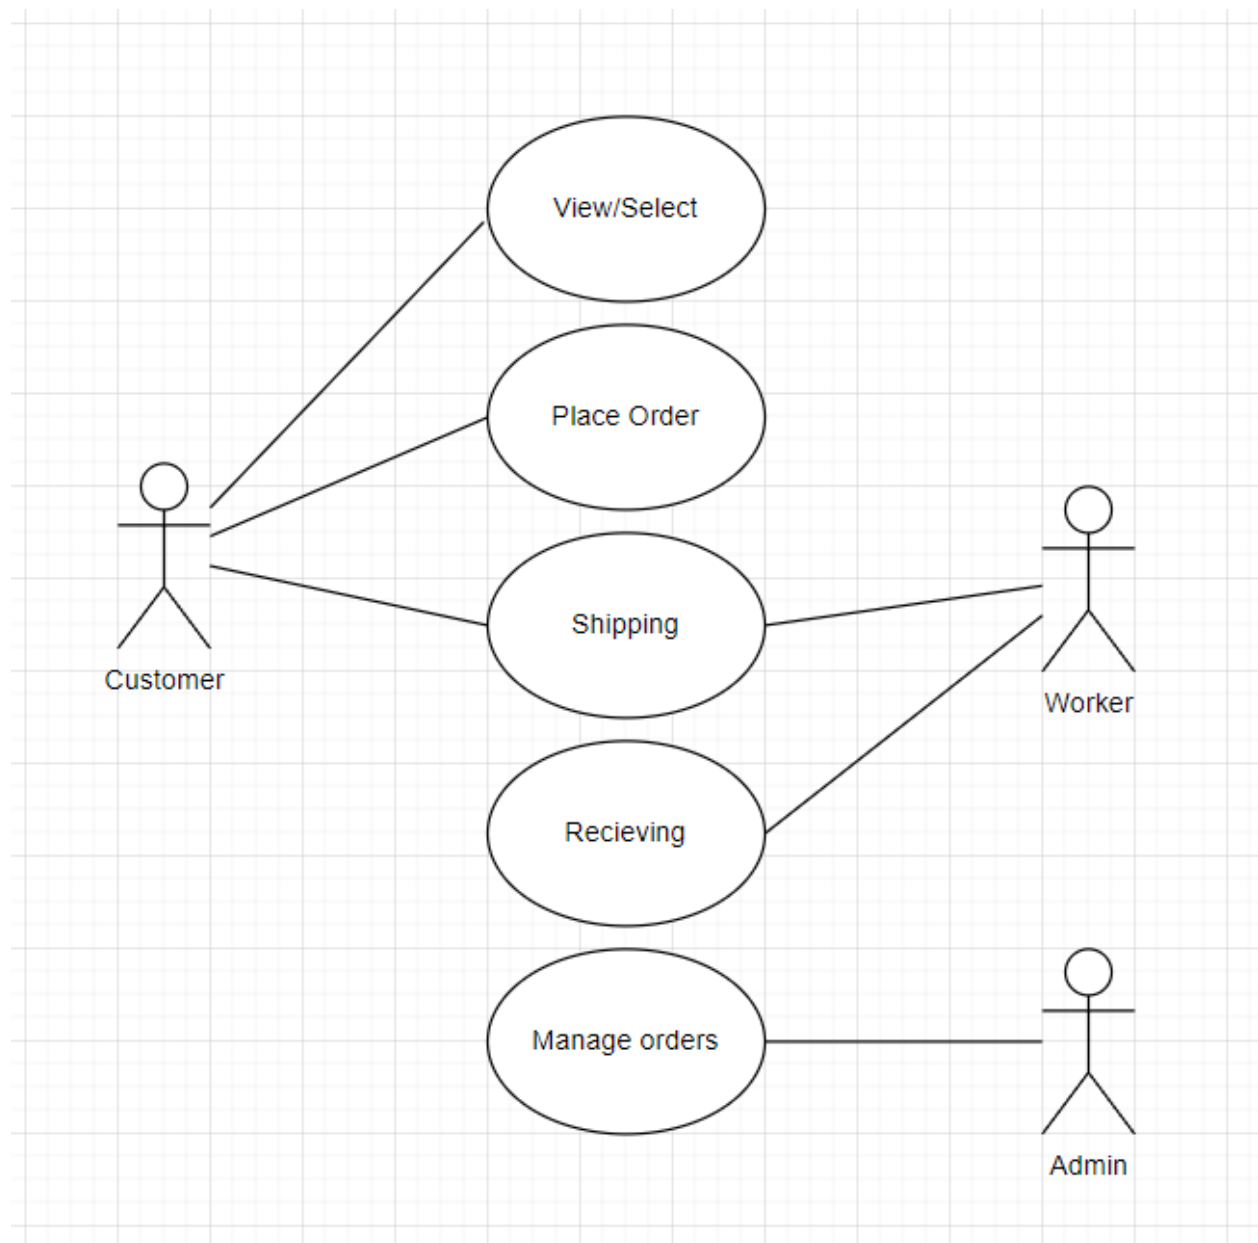 View/Select
Place Order
Shipping
Customer
Worker
Recieving
Manage orders
Admin